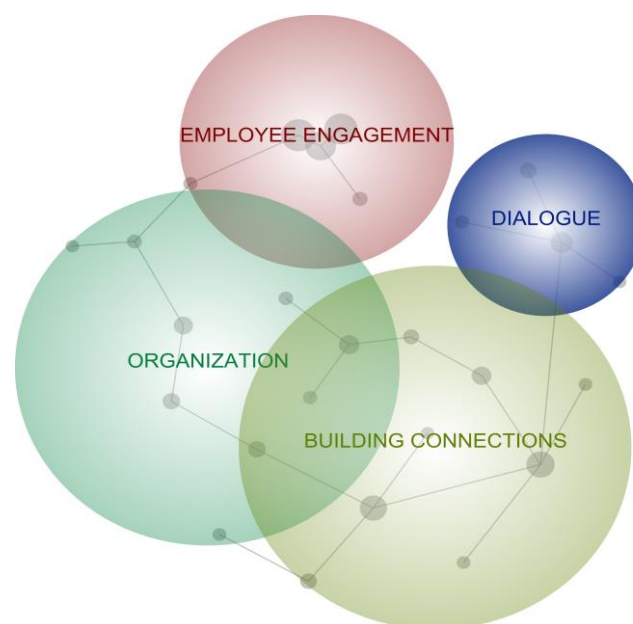 EMPLOYEE ENGAGEMENT
DIALOGUE
ORGANIZATION
BUILDING CONNECTIONS